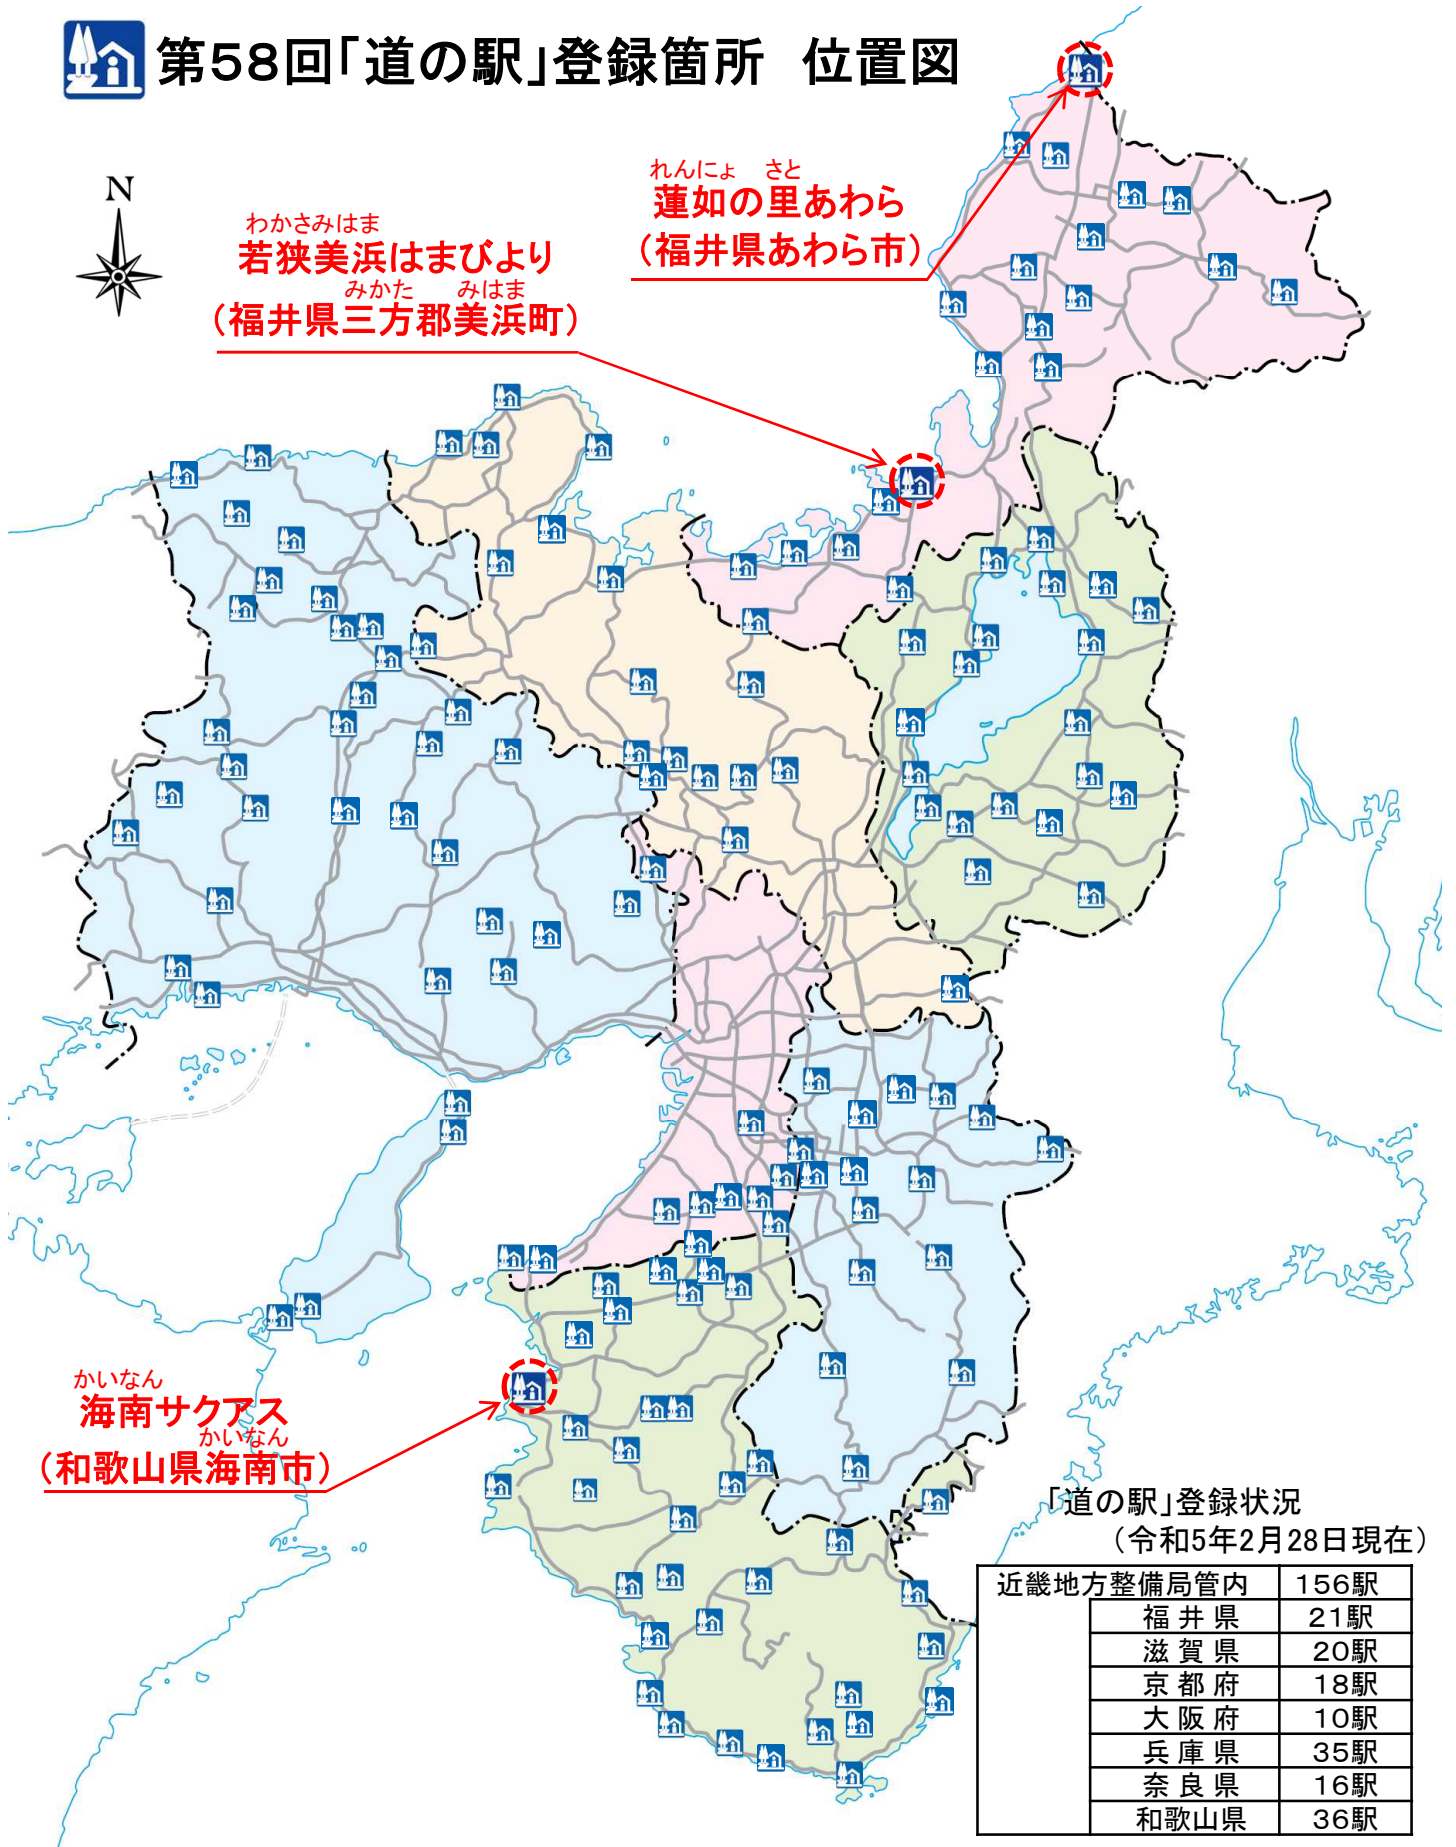 第58回「道の駅」登録箇所 位置図
N
れんにょ さと
蓮如の里あわら
(福井県あわら市)
わかさみはま
若狭美浜はまびより
みかた みはま
(福井県三方郡美浜町)
かいなん
海南サクアス
かいなん
(和歌山県海南市)
「道の駅」登録状況
(令和5年2月28日現在)
近畿地方整備局管内 156駅
福井県 21駅
滋賀県 20駅
京都府 18駅
大阪府 10駅
兵庫県 35駅
奈良県 16駅
和歌山県 36駅